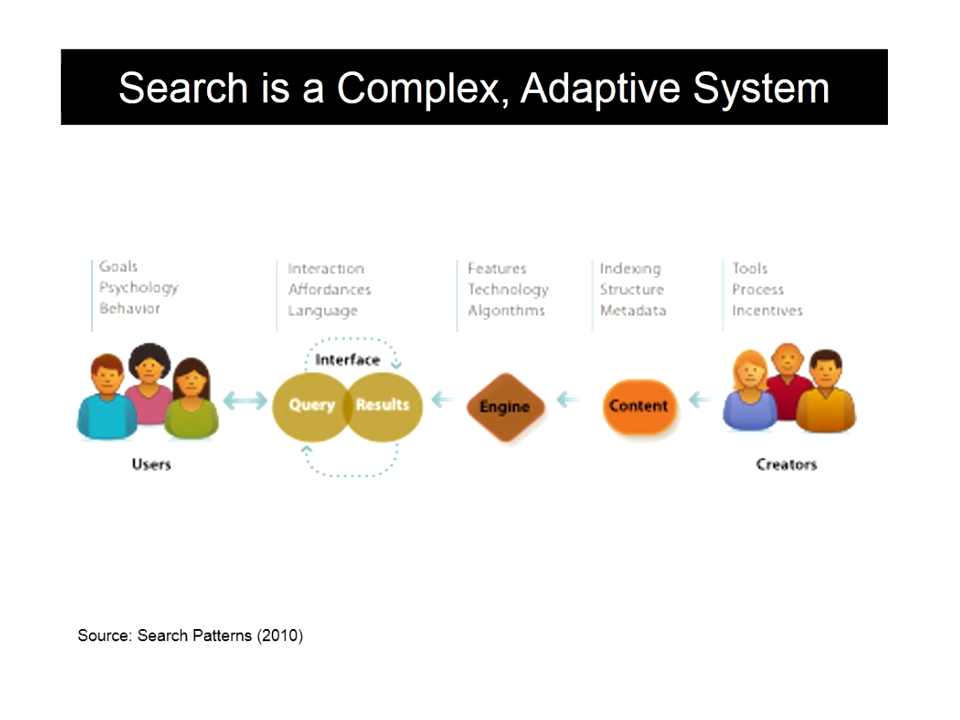 Search is a Complex, Adaptive System
Goals
Psychology
Behavior
Interaction
Affordances
Language
Features
Technology
Algorithms
Indexing
Structure
Metadata
Tools
Process
Incentives
Interface
Query
Results
Engine
Content
Users
Creators
Source: Search Patterns (2010)